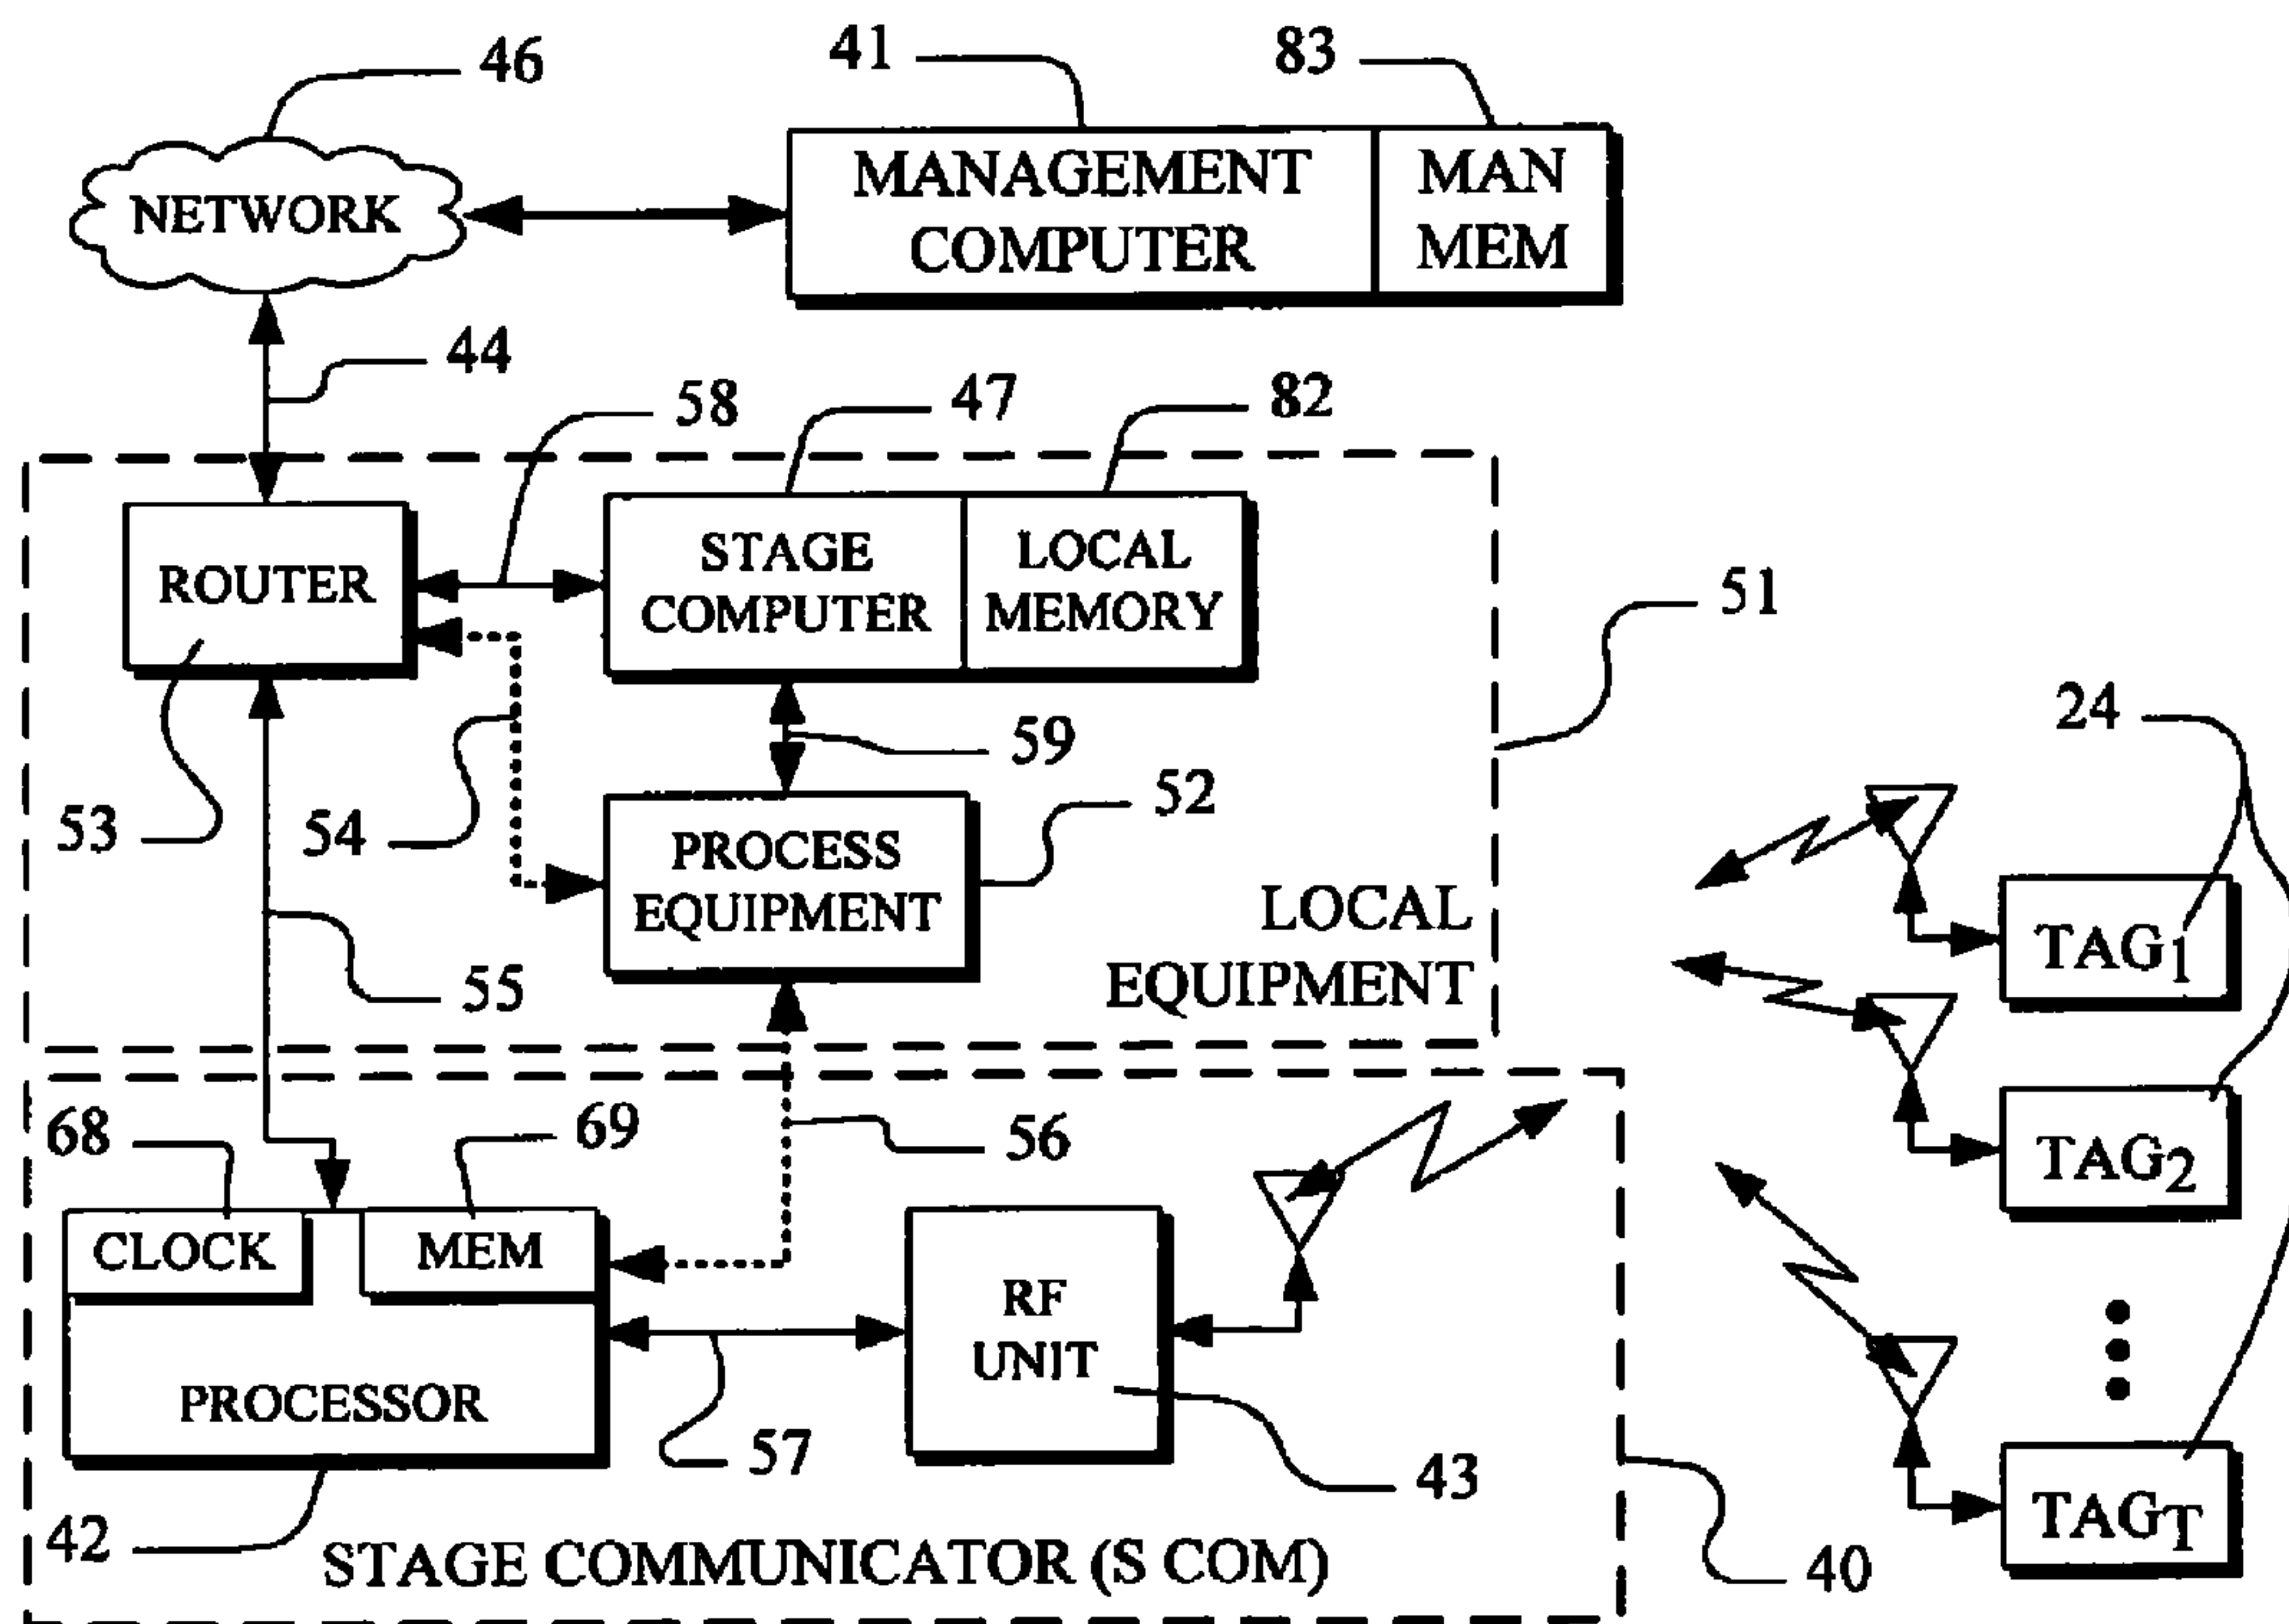 46
41
83
NETWORK
MANAGEMENT
COMPUTER
MAN
MEM
44
58
47
82
ROUTER
STAGE
COMPUTER
LOCAL
MEMORY
51
24
59
53
54
52
PROCESS
EQUIPMENT
LOCAL
EQUIPMENT
55
TAG1
68
69
56
TAG2
CLOCK
MEM
RF
UNIT
PROCESSOR
57
43
TAGT
42
STAGE COMMUNICATOR (S COM)
40